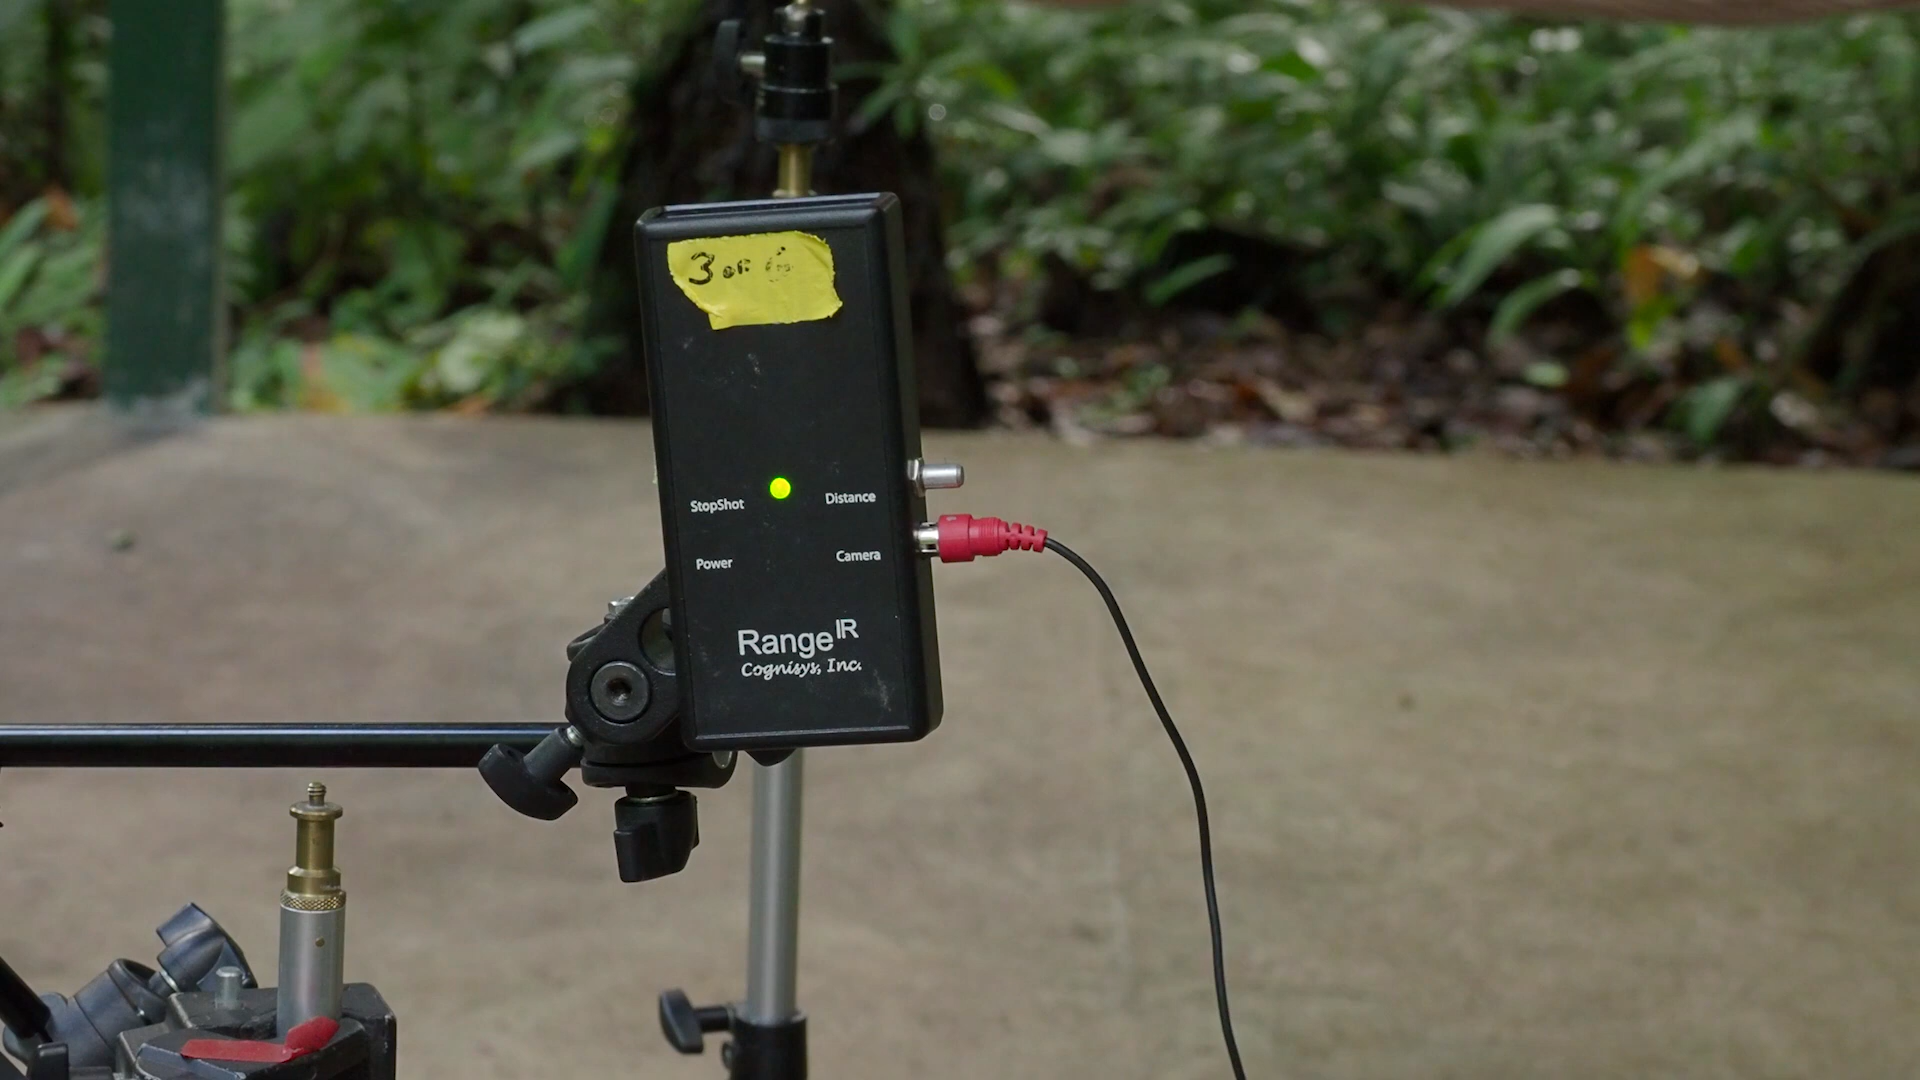 3 OF 6
StopShot
Distance
Power
Camera
RangeIR
Cognisys, Inc.